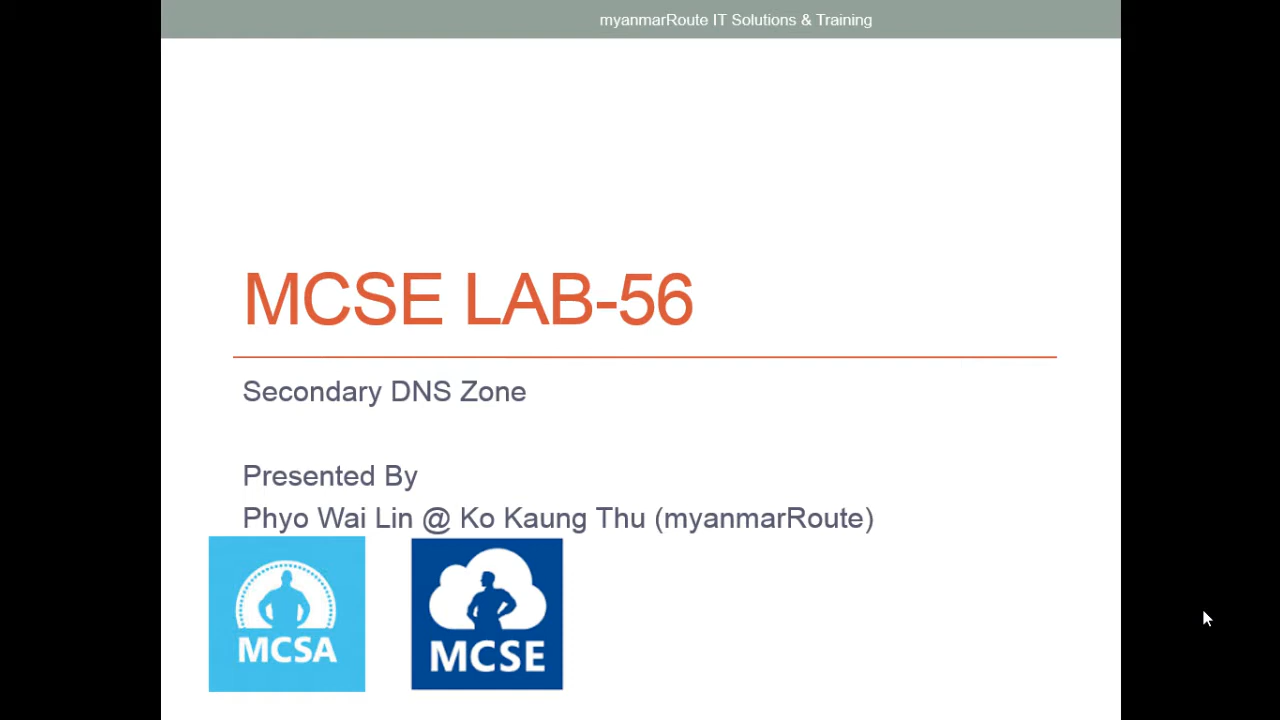 myanmarRoute IT Solutions & Training
MCSE LAB-56
Secondary DNS Zone
Presented By
Phyo Wai Lin @ Ko Kaung Thu (myanmarRoute)
MCSA
MCSE